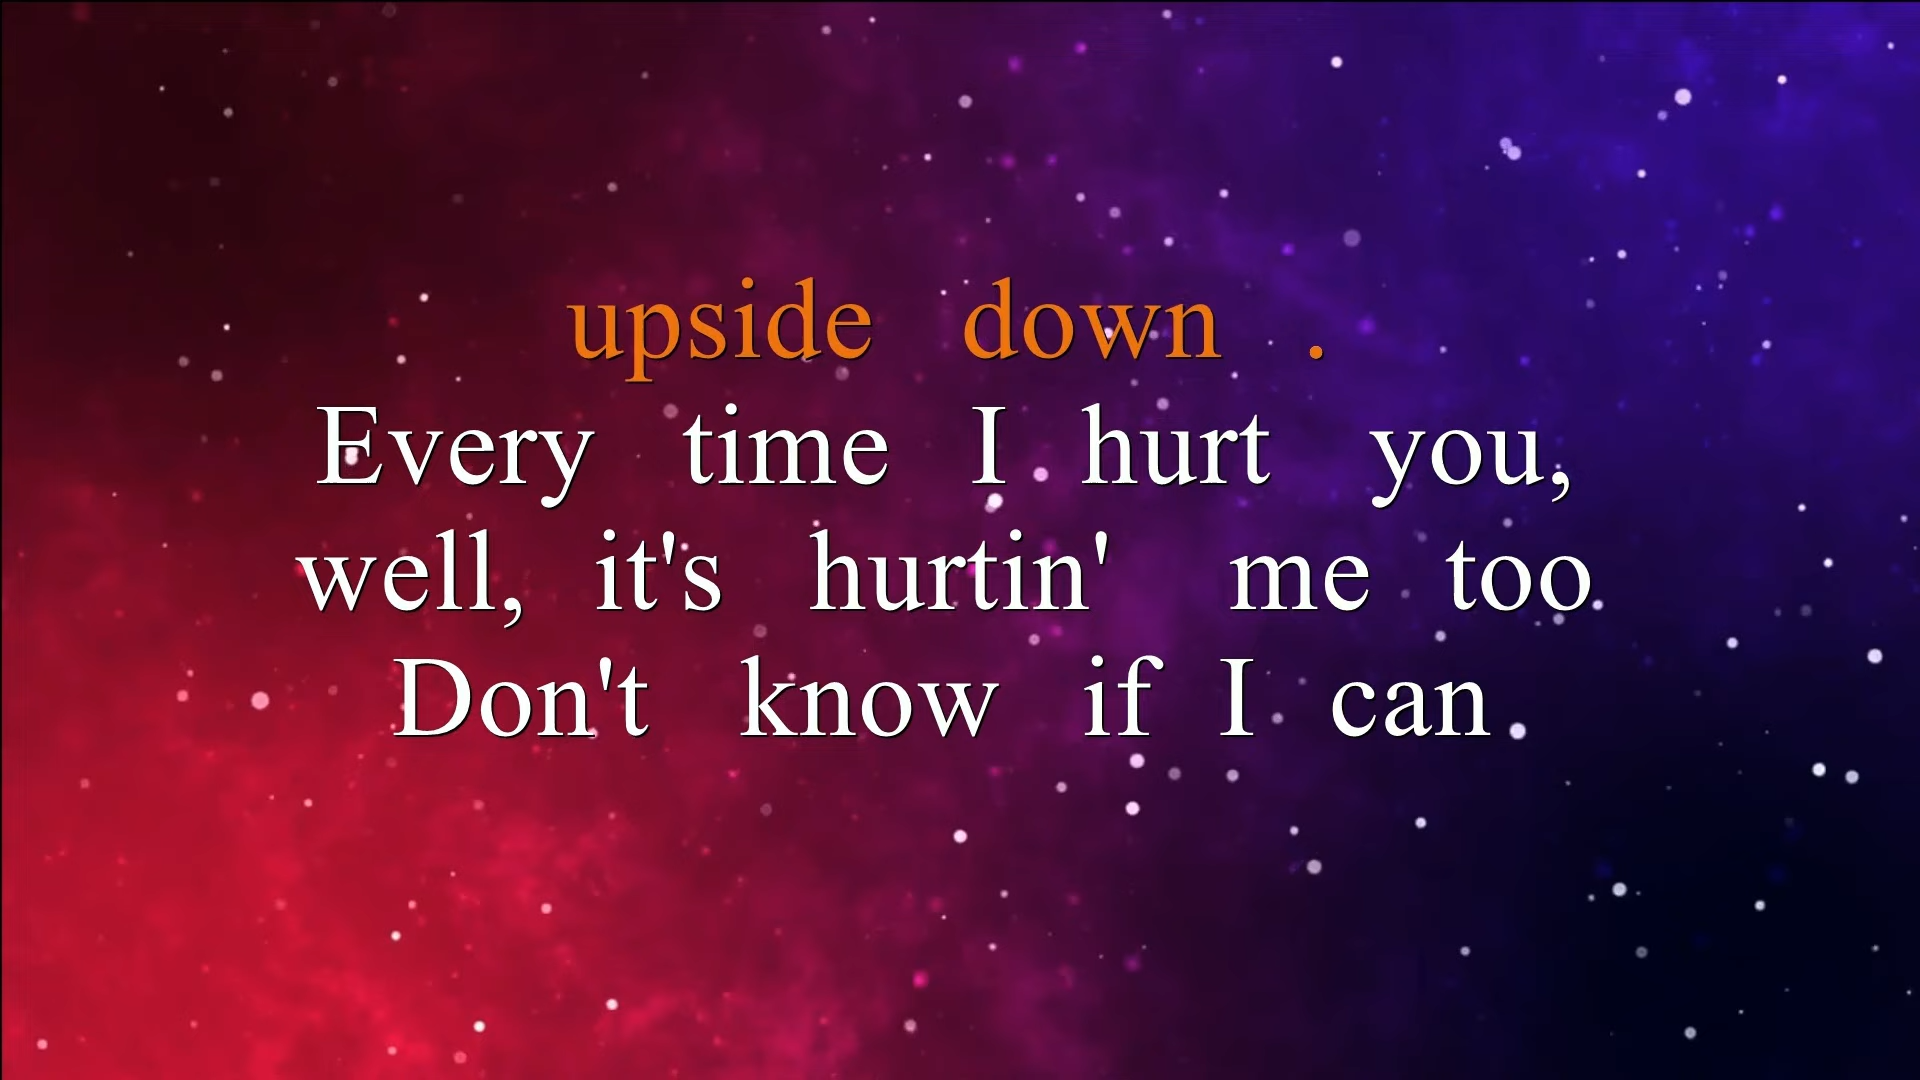 upside down .
Every time I hurt you,
well, it's hurtin' me too
Don't know if I can